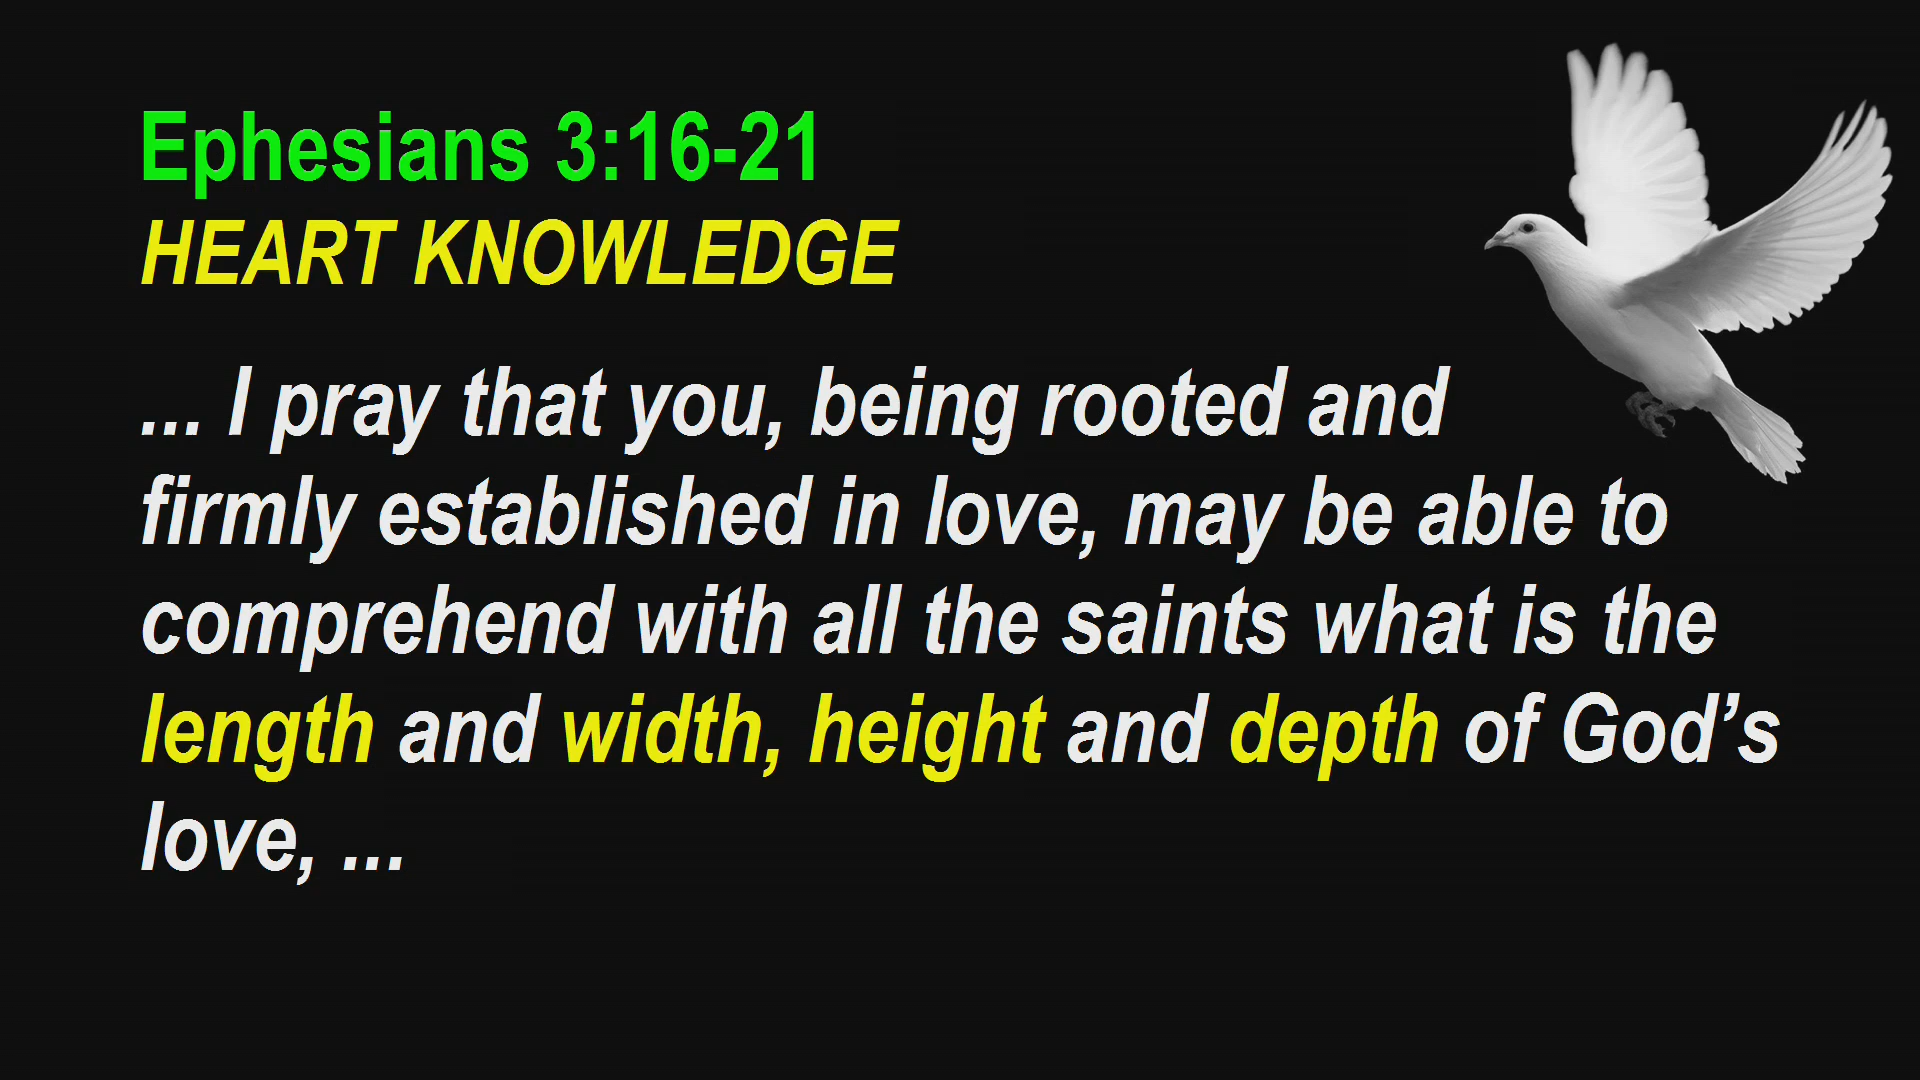 Ephesians 3:16-21
HEART KNOWLEDGE
... I pray that you, being rooted and
firmly established in love, may be able to
comprehend with all the saints what is the
length and width, height and depth of God’s
love, ...